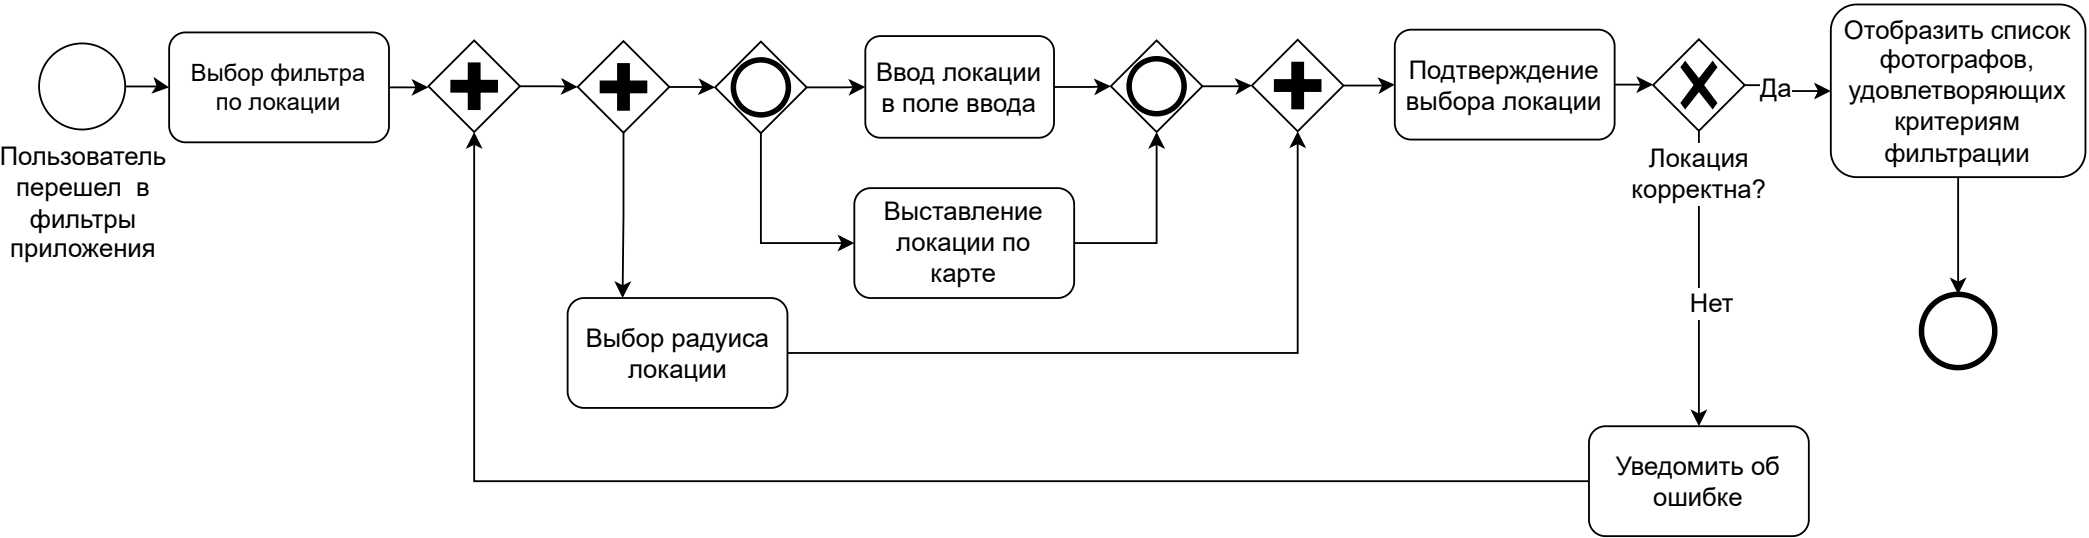 Пользователь
перешел в
фильтры
приложения
Выбор фильтра
по локации
Ввод локации
в поле ввода
Выставление
локации по
карте
Выбор радуиса
локации
Подтверждение
выбора локации
Локация
корректна?
Да
Нет
Отобразить список
фотографов,
удовлетворяющих
критериям
фильтрации
Уведомить об
ошибке